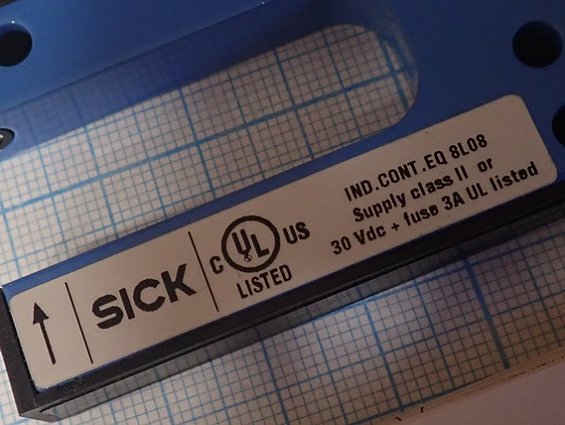 SICK
C UL US
LISTED
IND.CONT.EQ 8L08
Supply class II or
30 Vdc + fuse 3A UL listed